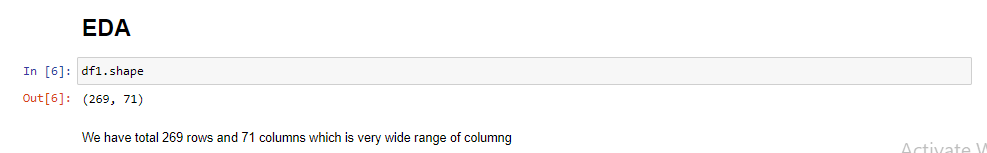 EDA
In [6]: df1.shape
Out[6]: (269, 71)
We have total 269 rows and 71 columns which is very wide range of columng
Activate W